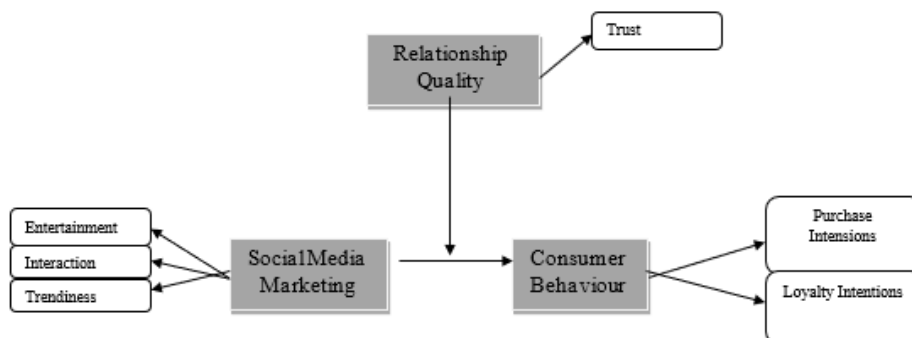 Trust
Relationship
Quality
Entertainment
Interaction
Trendiness
Social Media
Marketing
Consumer
Behaviour
Purchase
Intensions
Loyalty Intentions